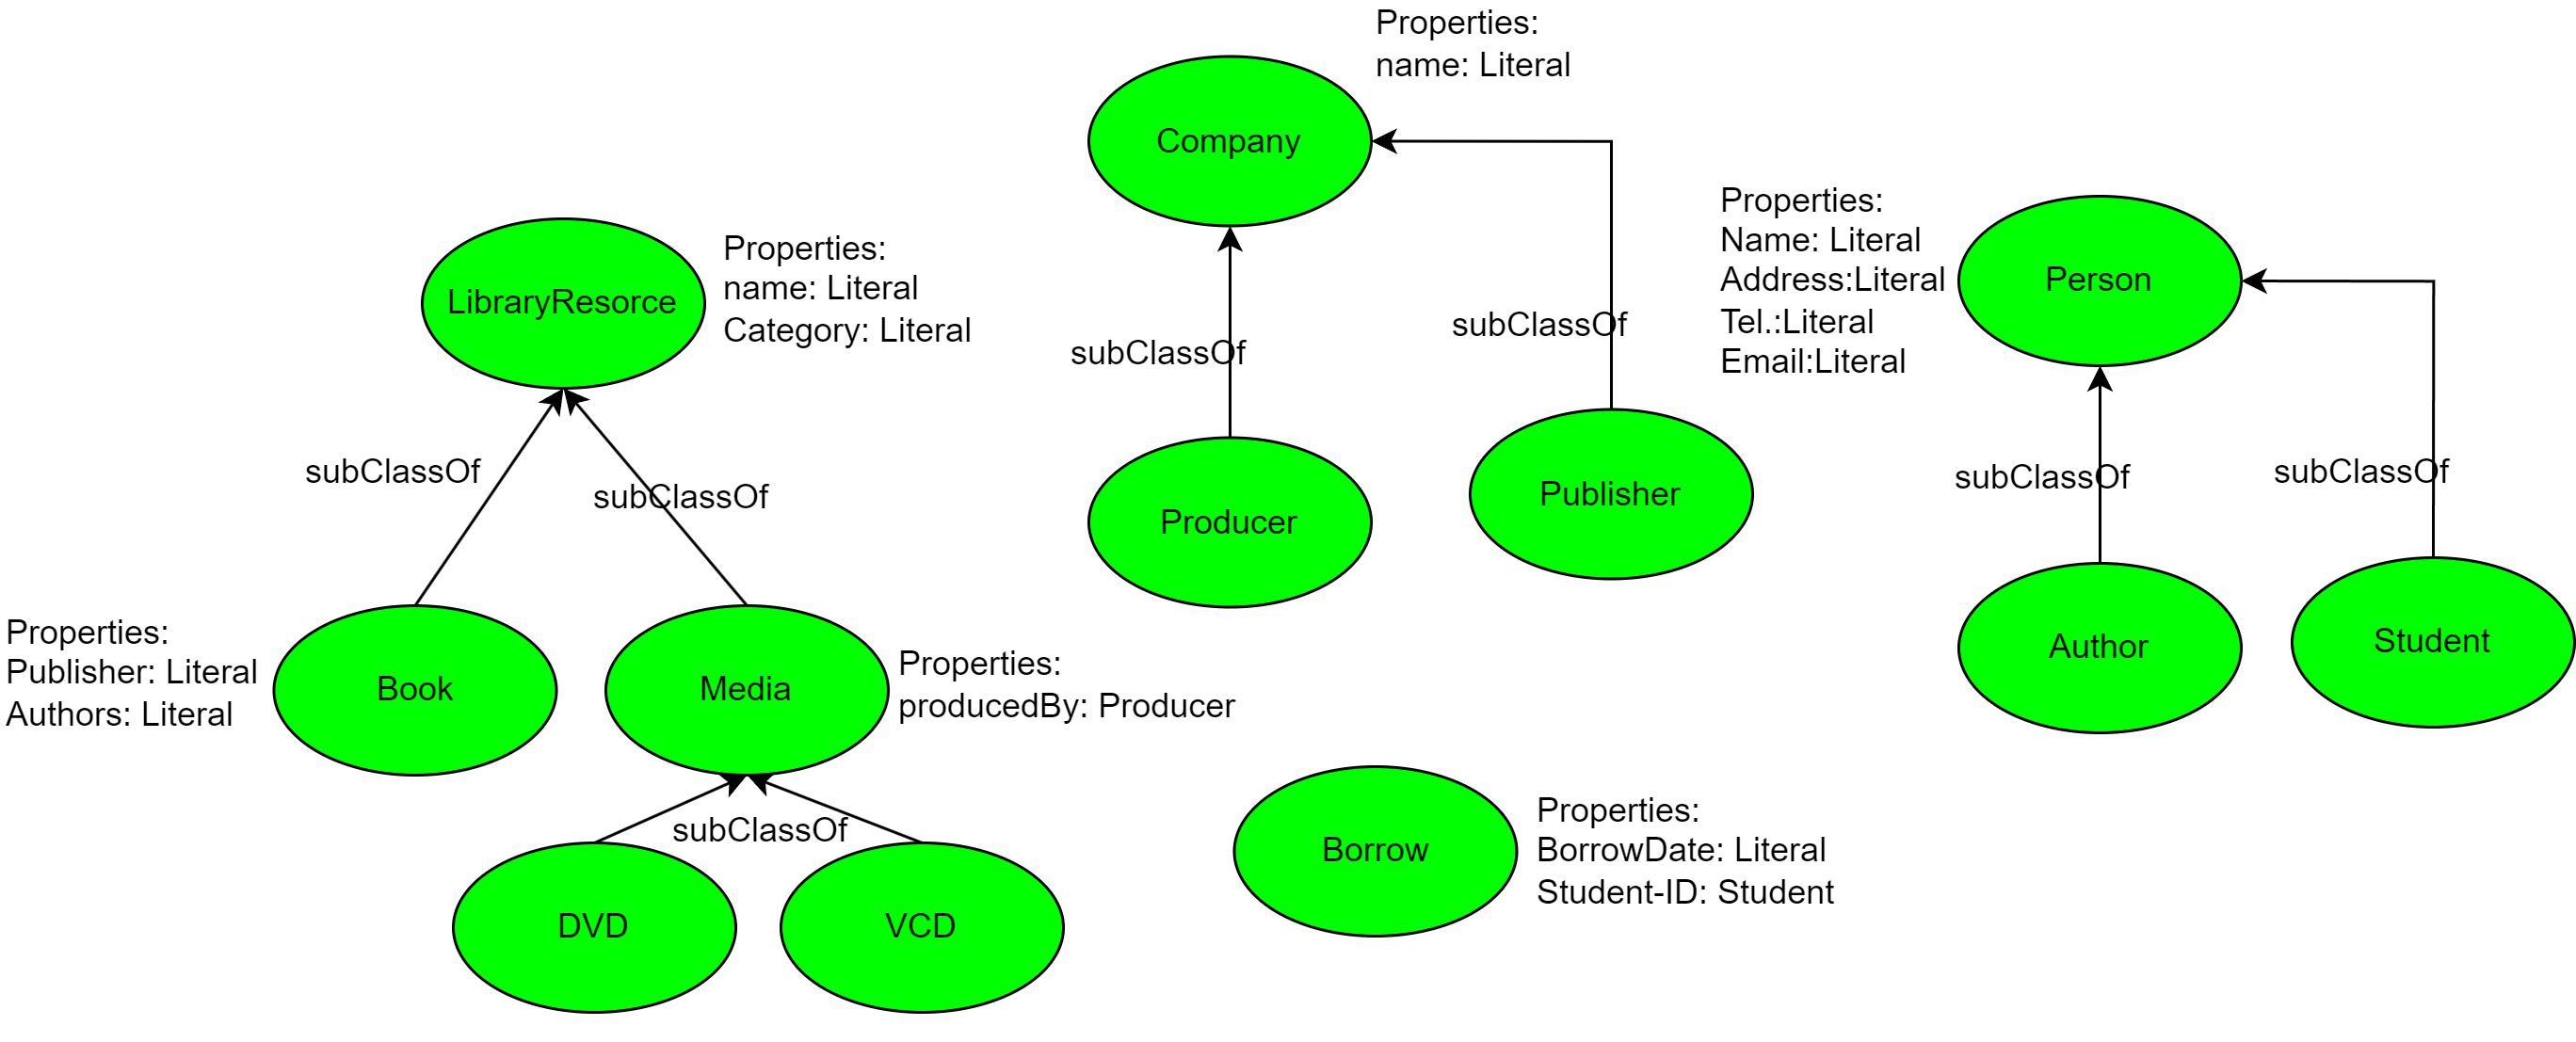 Properties:
name: Literal
Company
Properties:
Name: Literal
Address:Literal
Tel.:Literal
Email:Literal
Person
LibraryResorce
Properties:
name: Literal
Category: Literal
subClassOf
subClassOf
subClassOf
subClassOf
Producer
Publisher
subClassOf
subClassOf
Properties:
Publisher: Literal
Authors: Literal
Book
Media
Properties:
producedBy: Producer
Author
Student
subClassOf
DVD
VCD
Borrow
Properties:
BorrowDate: Literal
Student-ID: Student